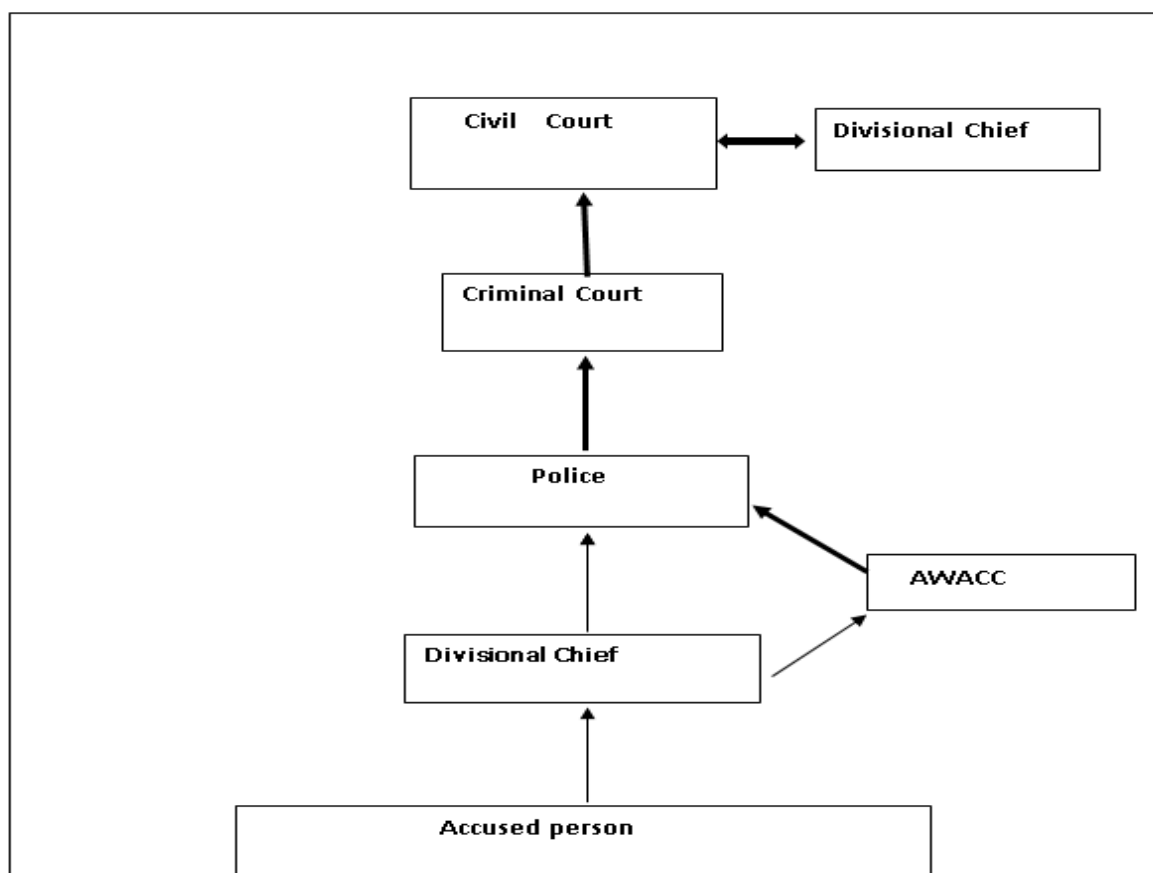 Civil Court
Divisional Chief
Criminal Court
Police
AWACC
Divisional Chief
Accused person